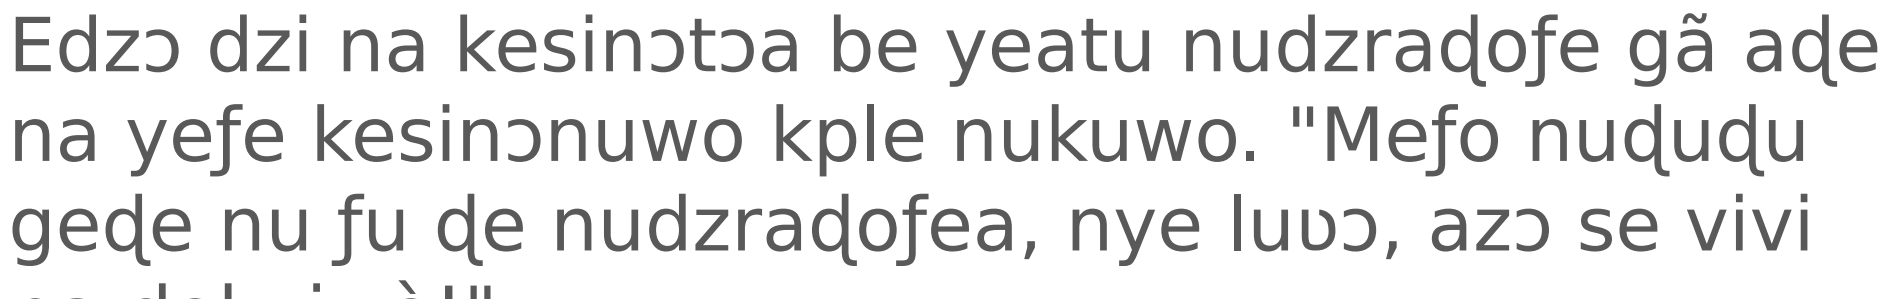 Edzɔ dzi na kesinɔtɔa be yeatu nudzraɖoƒe gã aɖe
na yeƒe kesinɔnuwo kple nukuwo. "Meƒo nuɖuɖu
geɖe nu ƒu ɖe nudzraɖoƒea, nye luʋɔ, azɔ se vivi